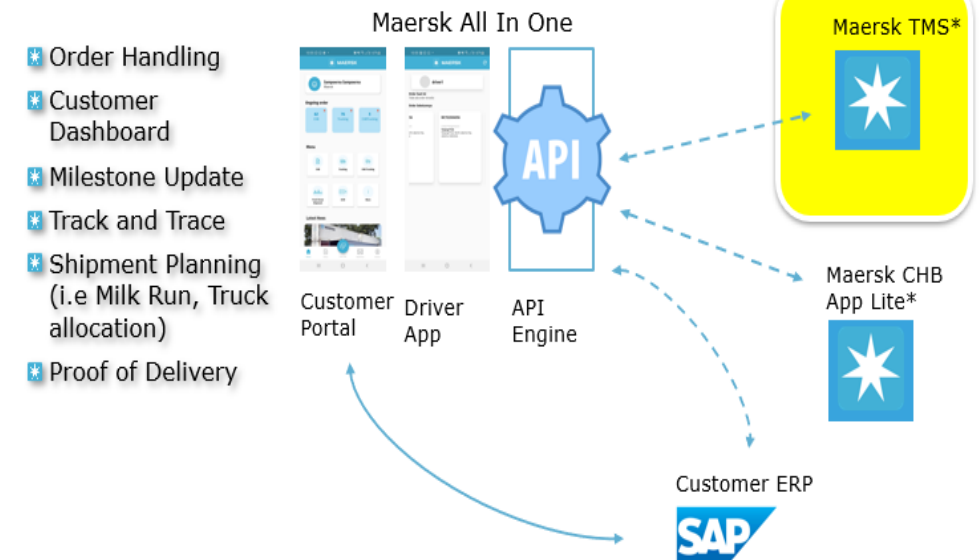 Maersk All In One
Order Handling
Customer
Dashboard
Milestone Update
Track and Trace
Shipment Planning
(i.e Milk Run, Truck
allocation)
Proof of Delivery
API
Customer
Portal
Driver
App
API
Engine
Maersk TMS*
Maersk CHB
App Lite*
Customer ERP
SAP